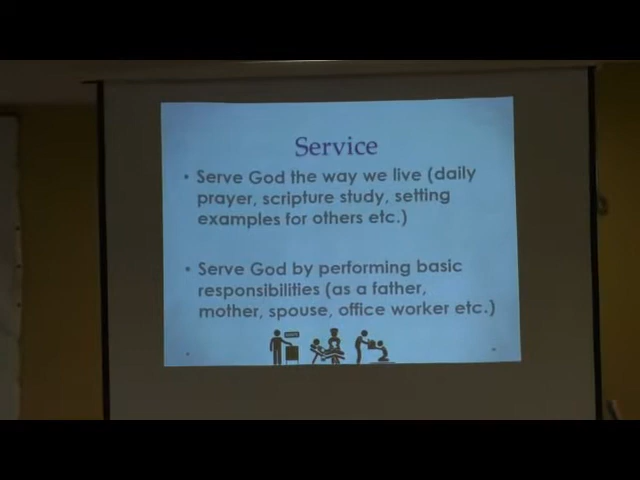 Service
• Serve God the way we live (daily
prayer, scripture study, setting
examples for others etc.)
• Serve God by performing basic
responsibilities (as a father,
mother, spouse, office worker etc.)